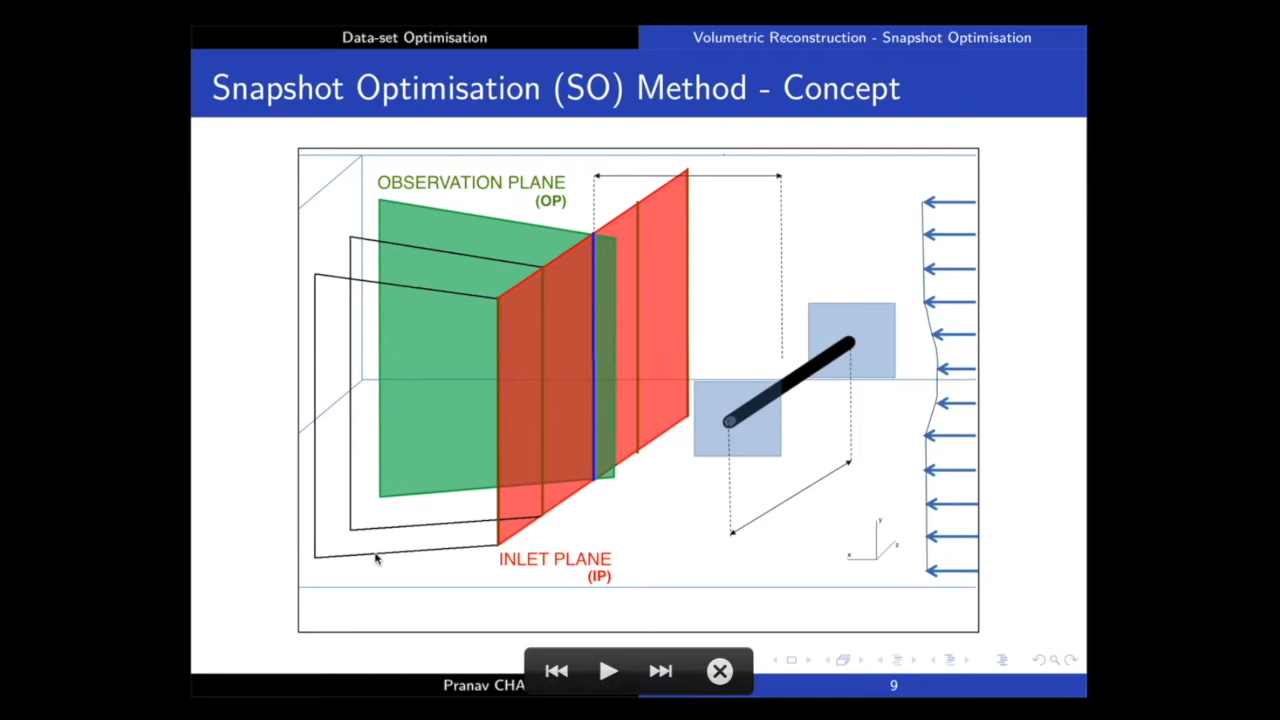 Data-set Optimisation
Volumetric Reconstruction - Snapshot Optimisation
Snapshot Optimisation (SO) Method - Concept
OBSERVATION PLANE
(OP)
y
z
x
INLET PLANE
(IP)
Pranav CHA
9